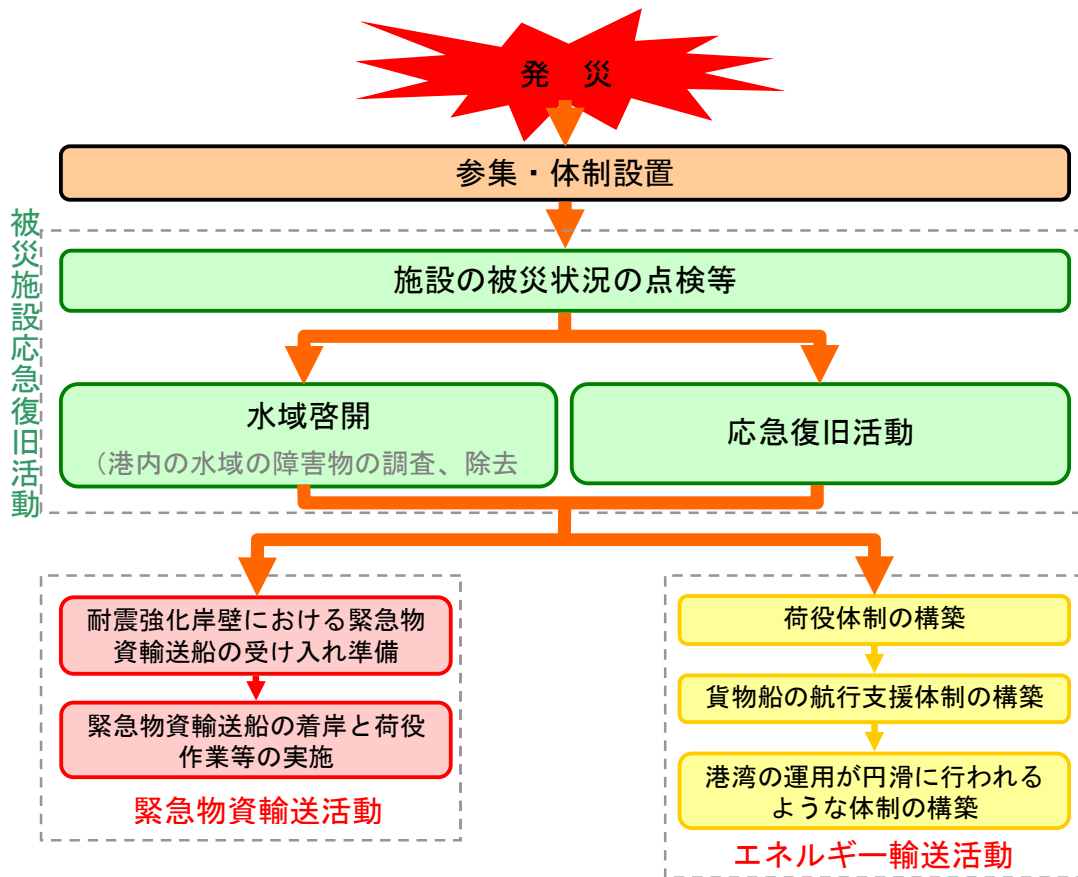 発　災
参集・体制設置
被災施設応急復旧活動
施設の被災状況の点検等
水域啓開
（港内の水域の障害物の調査、除去
応急復旧活動
耐震強化岸壁における緊急物
資輸送船の受け入れ準備
緊急物資輸送船の着岸と荷役
作業等の実施
緊急物資輸送活動
荷役体制の構築
貨物船の航行支援体制の構築
港湾の運用が円滑に行われる
ような体制の構築
エネルギー輸送活動